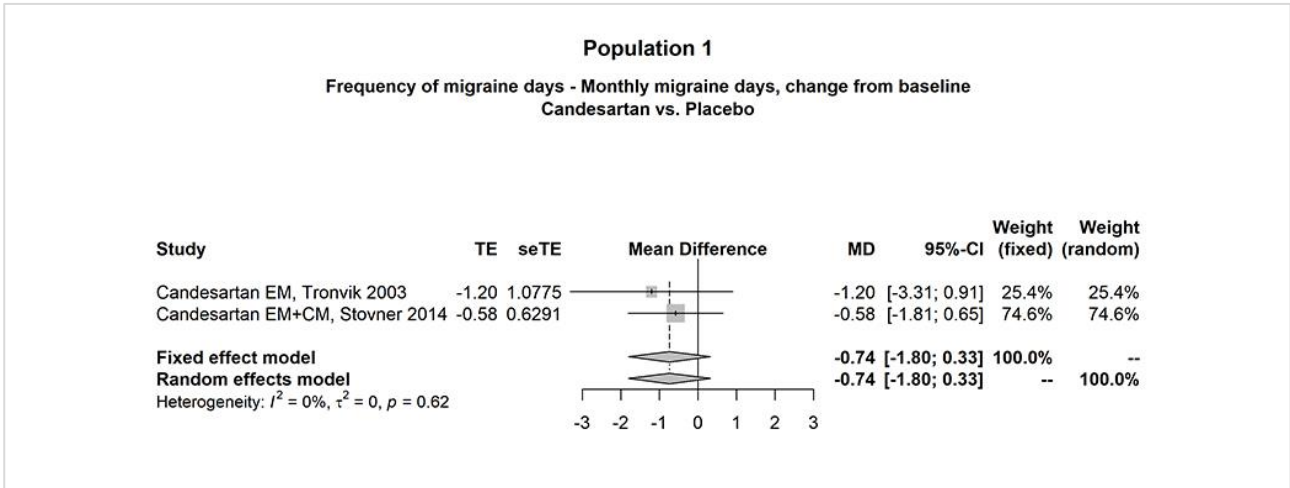 Population 1
Frequency of migraine days - Monthly migraine days, change from baseline
Candesartan vs. Placebo
Weight Weight
Study TE seTE Mean Difference MD 95%-CI (fixed) (random)
Candesartan EM, Tronvik 2003 -1.20 1.0775 -1.20 [-3.31; 0.91] 25.4% 25.4%
Candesartan EM+CM, Stovner 2014 -0.58 0.6291 -0.58 [-1.81; 0.65] 74.6% 74.6%
Fixed effect model -0.74 [-1.80; 0.33] 100.0% --
Random effects model -0.74 [-1.80; 0.33] -- 100.0%
Heterogeneity: I² = 0%, τ² = 0, p = 0.62
-3 -2 -1 0 1 2 3